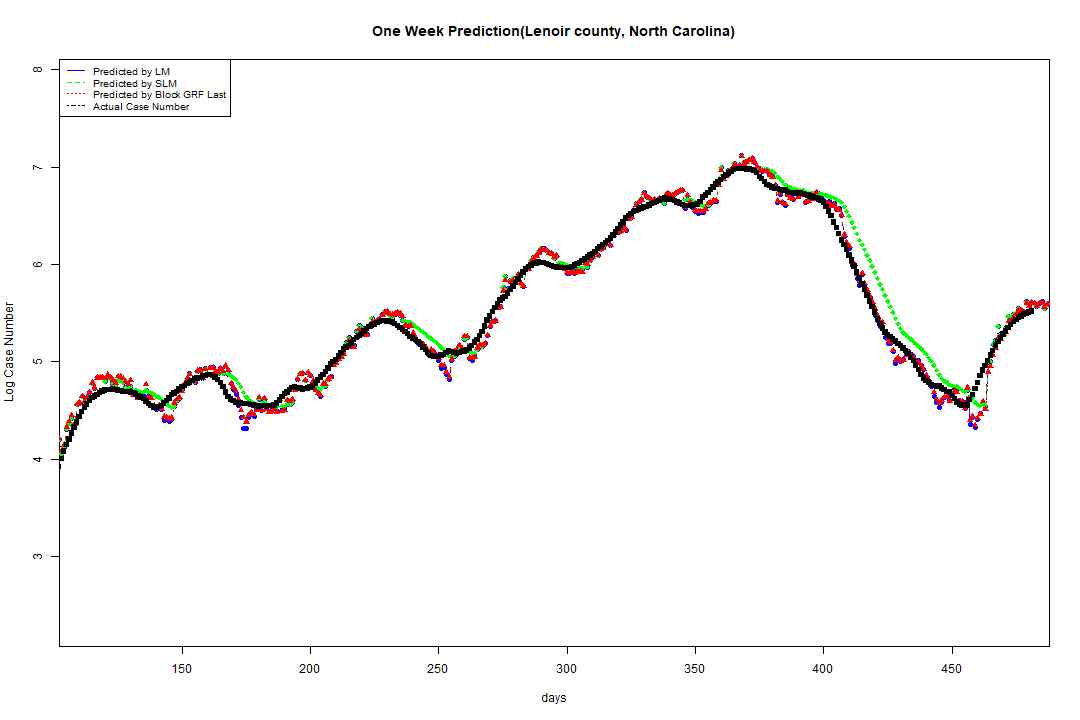 One Week Prediction(Lenoir county, North Carolina)
Predicted by LM
Predicted by SLM
Predicted by Block GRF Last
Actual Case Number
8
7
6
5
4
3
Log Case Number
150 200 250 300 350 400 450
days